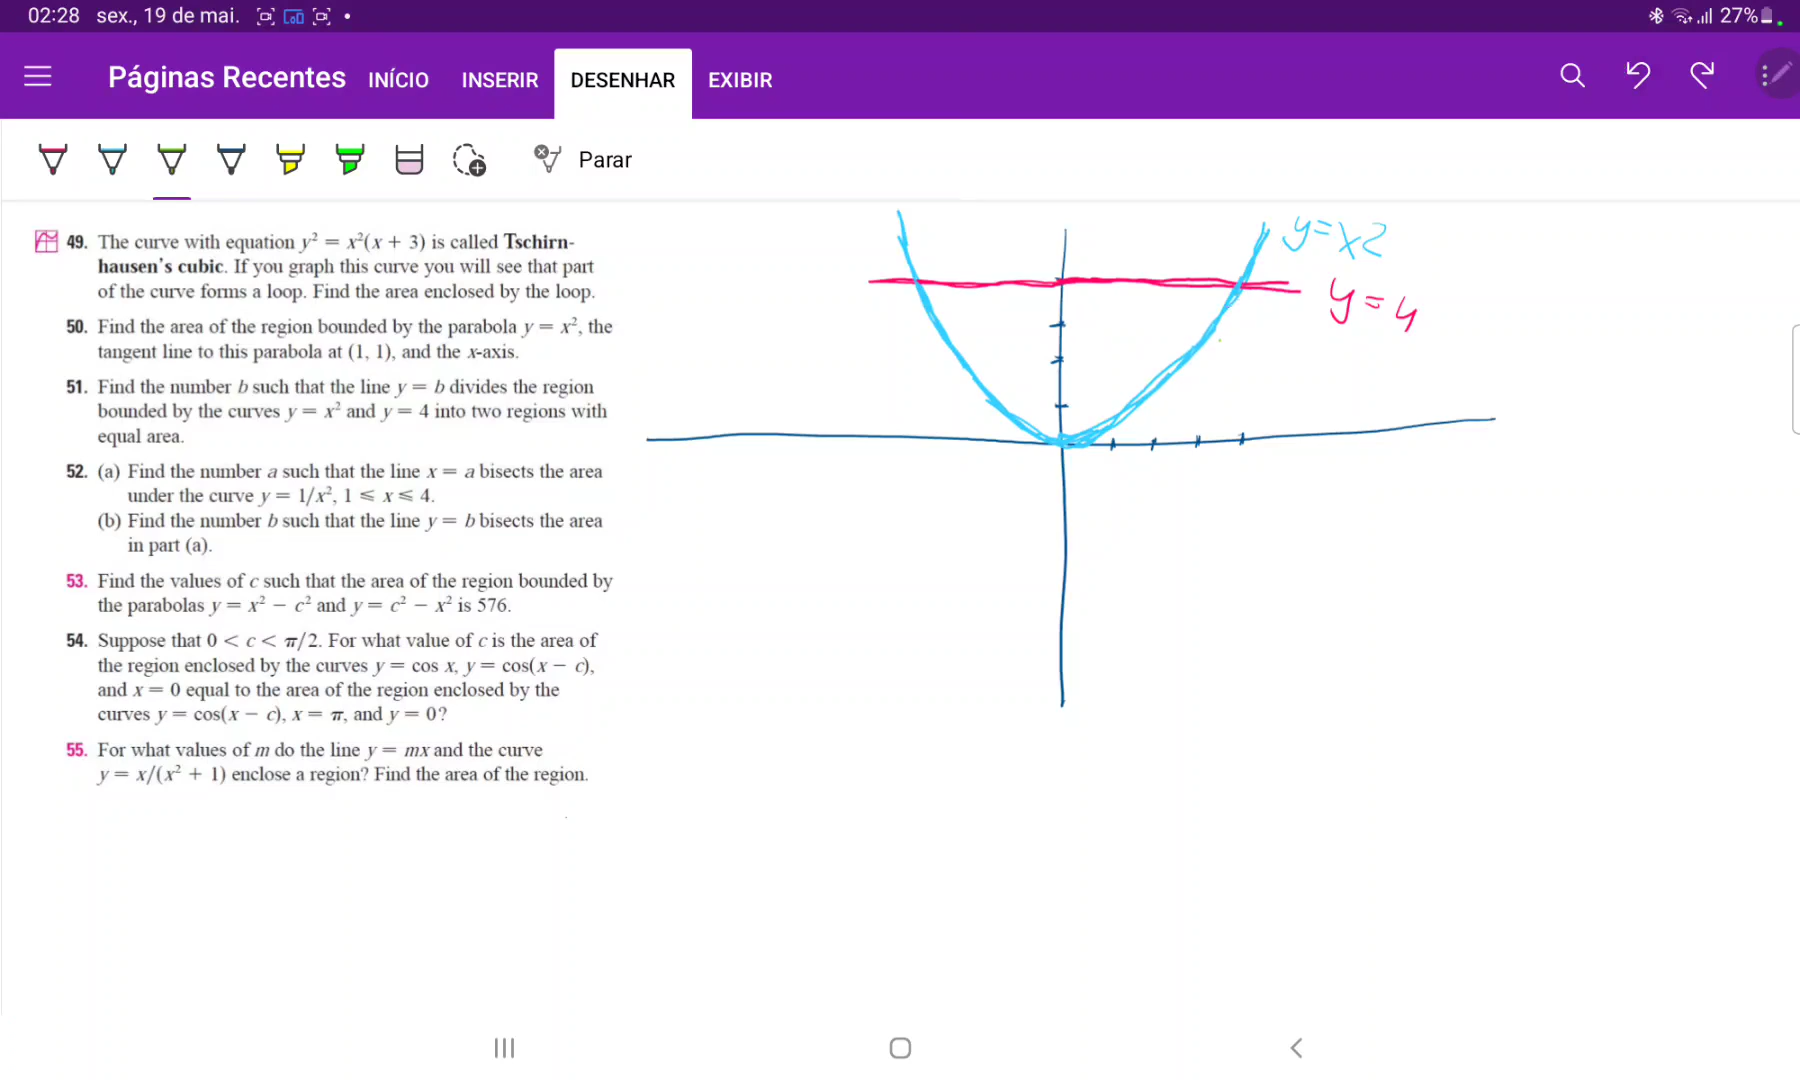 02:28 sex., 19 de mai. 27%
Páginas Recentes INÍCIO INSERIR DESENHAR EXIBIR
Parar
49. The curve with equation y² = x²(x + 3) is called Tschirn-
hausen's cubic. If you graph this curve you will see that part
of the curve forms a loop. Find the area enclosed by the loop.
50. Find the area of the region bounded by the parabola y = x², the
tangent line to this parabola at (1, 1), and the x-axis.
51. Find the number b such that the line y = b divides the region
bounded by the curves y = x² and y = 4 into two regions with
equal area.
52. (a) Find the number a such that the line x = a bisects the area
under the curve y = 1/x², 1 ⩽ x ⩽ 4.
(b) Find the number b such that the line y = b bisects the area
in part (a).
53. Find the values of c such that the area of the region bounded by
the parabolas y = x² − c² and y = c² − x² is 576.
54. Suppose that 0 < c < π/2. For what value of c is the area of
the region enclosed by the curves y = cos x, y = cos(x − c),
and x = 0 equal to the area of the region enclosed by the
curves y = cos(x − c), x = π, and y = 0?
55. For what values of m do the line y = mx and the curve
y = x/(x² + 1) enclose a region? Find the area of the region.
y=x2
y=4